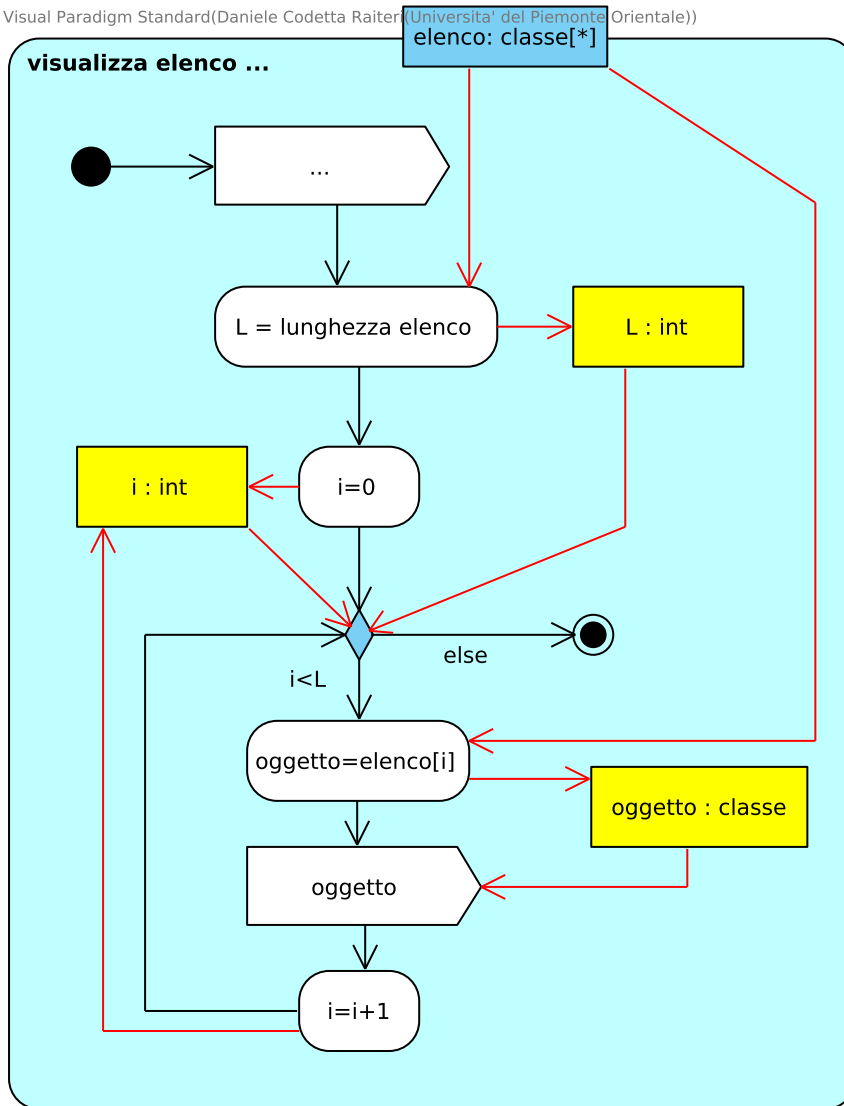 Visual Paradigm Standard(Daniele Codetta Raiteri(Universita' del Piemonte Orientale))
elenco: classe[*]
visualizza elenco ...
...
L = lunghezza elenco
L : int
i : int
i=0
else
i<L
oggetto=elenco[i]
oggetto : classe
oggetto
i=i+1